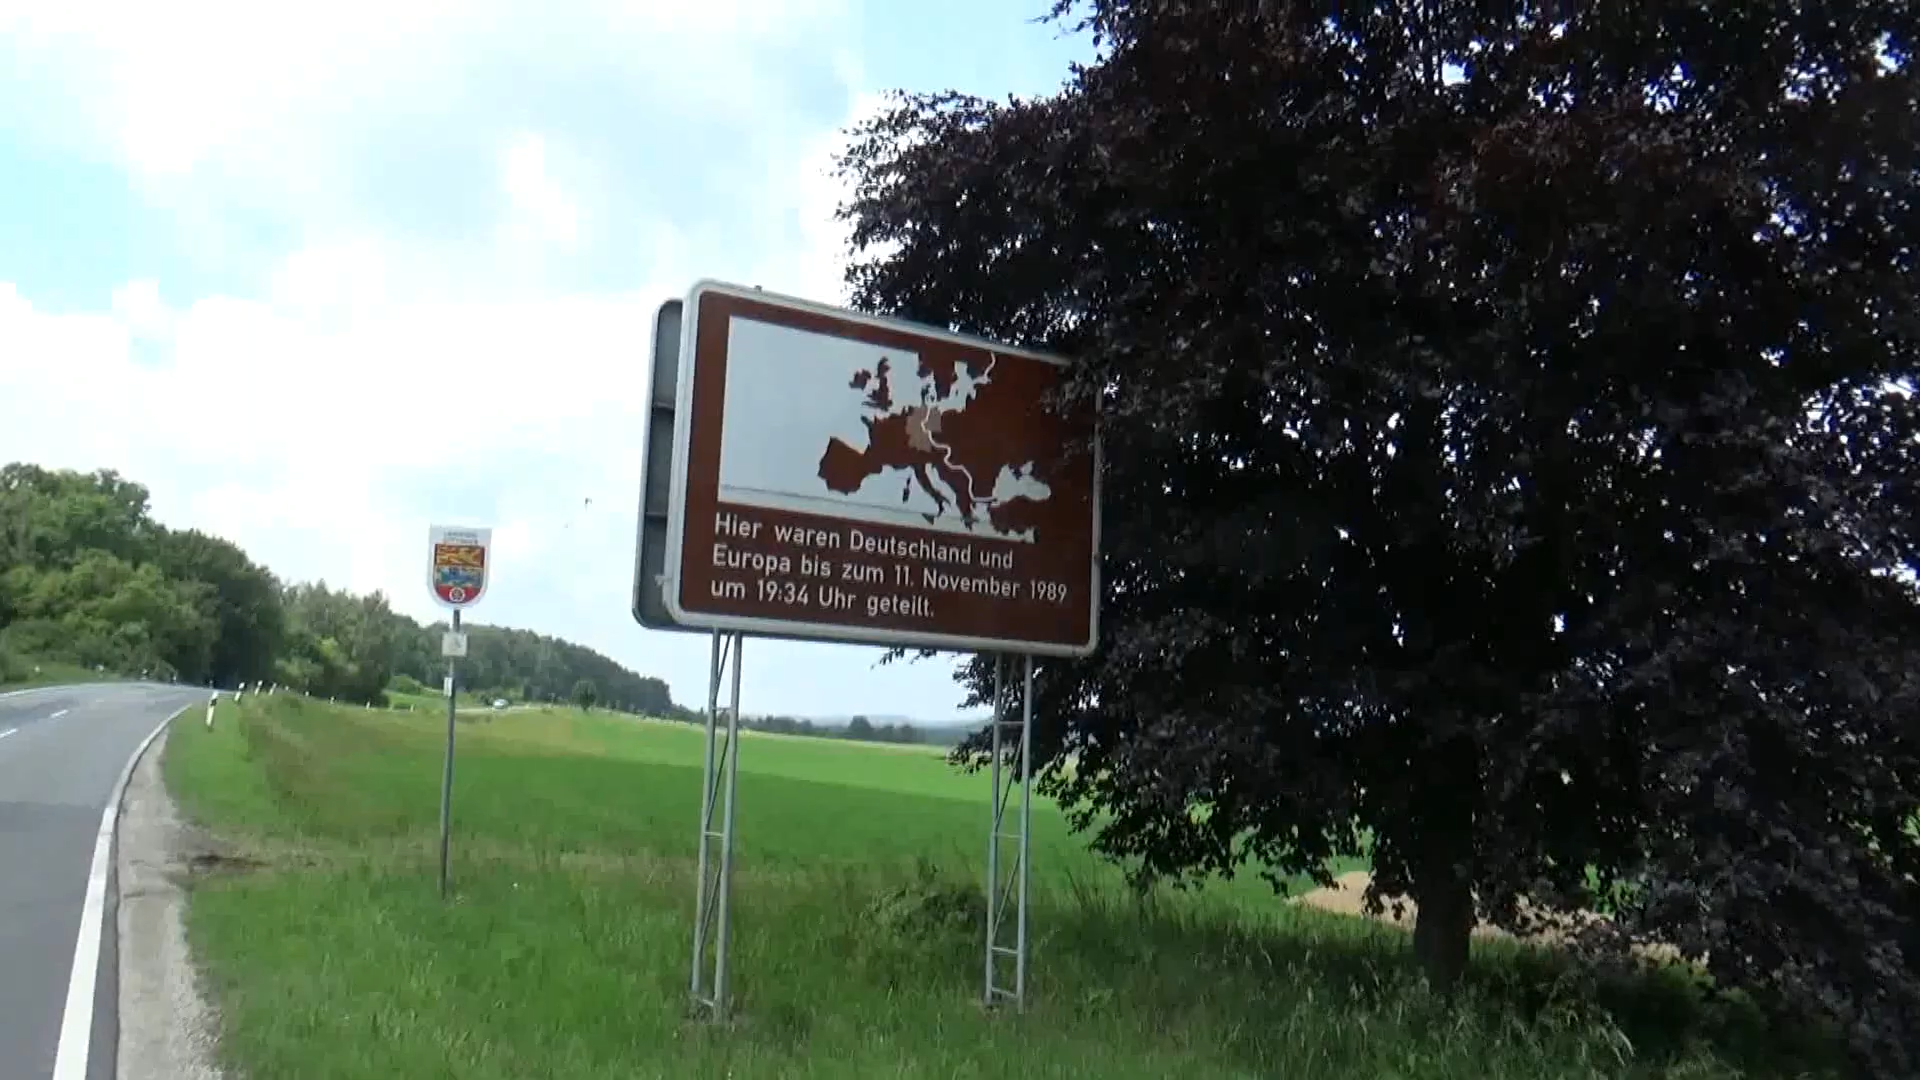 Hier waren Deutschland und
Europa bis zum 11. November 1989
um 19:34 Uhr geteilt.